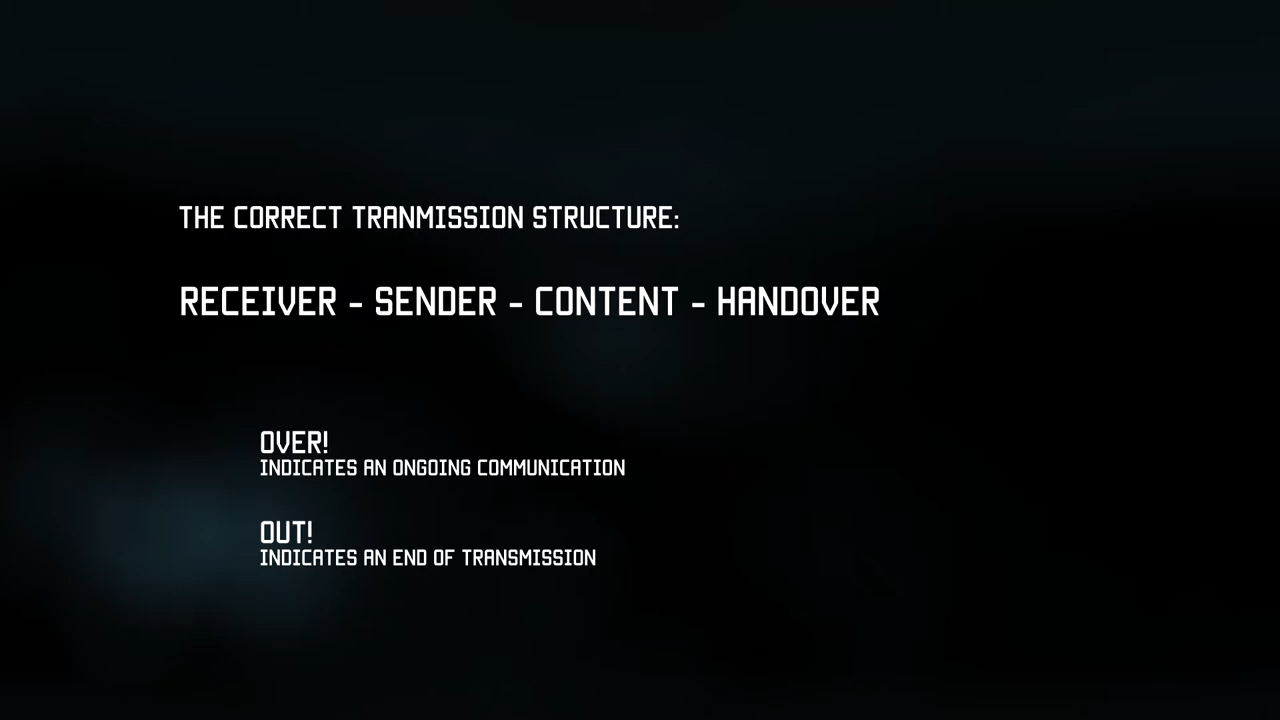 THE CORRECT TRANMISSION STRUCTURE:
RECEIVER - SENDER - CONTENT - HANDOVER
OVER!
INDICATES AN ONGOING COMMUNICATION
OUT!
INDICATES AN END OF TRANSMISSION